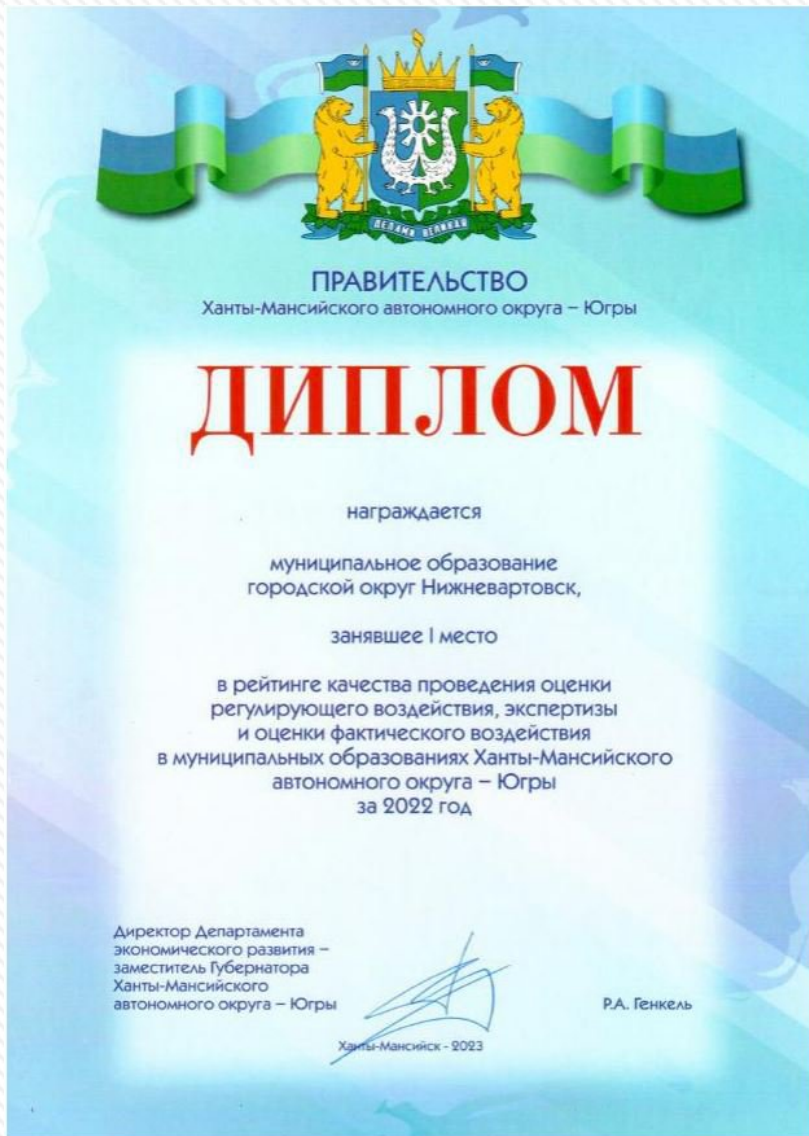 ДЕЛАМИ ВЕЛИКАЯ
ПРАВИТЕЛЬСТВО
Ханты-Мансийского автономного округа – Югры
ДИПЛОМ
награждается
муниципальное образование
городской округ Нижневартовск,
занявшее I место
в рейтинге качества проведения оценки
регулирующего воздействия, экспертизы
и оценки фактического воздействия
в муниципальных образованиях Ханты-Мансийского
автономного округа – Югры
за 2022 год
Директор Департамента
экономического развития –
заместитель Губернатора
Ханты-Мансийского
автономного округа – Югры
Р.А. Генкель
Ханты-Мансийск - 2023